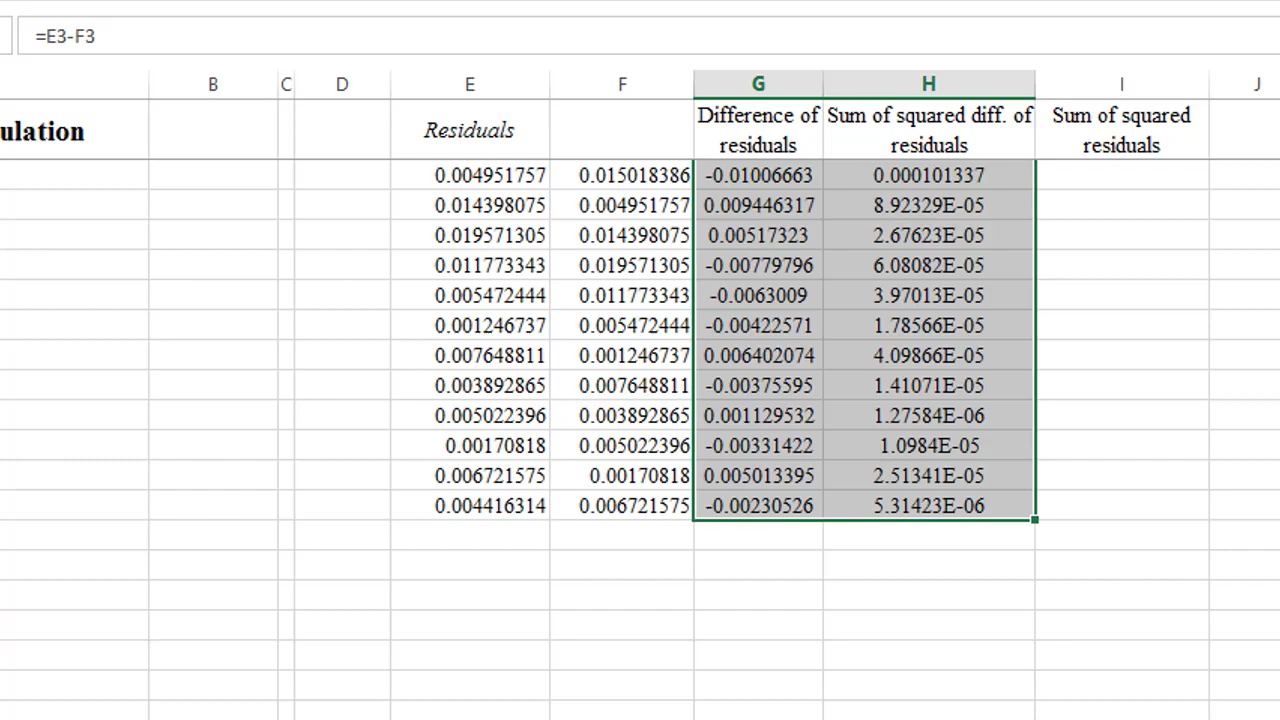 =E3-F3
B C D E F G H I J
ulation Residuals Difference of residuals Sum of squared diff. of residuals Sum of squared residuals
0.004951757 0.015018386 -0.01006663 0.000101337
0.014398075 0.004951757 0.009446317 8.92329E-05
0.019571305 0.014398075 0.00517323 2.67623E-05
0.011773343 0.019571305 -0.00779796 6.08082E-05
0.005472444 0.011773343 -0.0063009 3.97013E-05
0.001246737 0.005472444 -0.00422571 1.78566E-05
0.007648811 0.001246737 0.006402074 4.09866E-05
0.003892865 0.007648811 -0.00375595 1.41071E-05
0.005022396 0.003892865 0.001129532 1.27584E-06
0.00170818 0.005022396 -0.00331422 1.0984E-05
0.006721575 0.00170818 0.005013395 2.51341E-05
0.004416314 0.006721575 -0.00230526 5.31423E-06